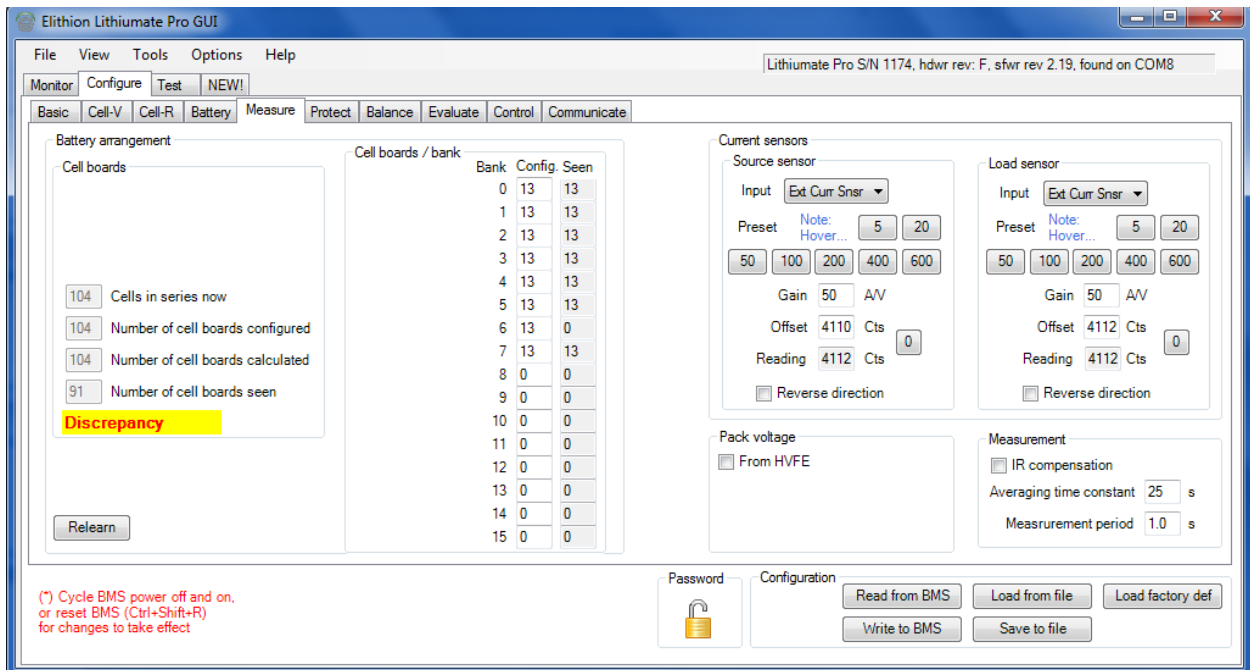 Elithion Lithiumate Pro GUI
File View Tools Options Help
Lithiumate Pro S/N 1174, hdwr rev: F, sfwr rev 2.19, found on COM8
Monitor Configure Test NEW!
Basic Cell-V Cell-R Battery Measure Protect Balance Evaluate Control Communicate
Battery arrangement
Cell boards
104 Cells in series now
104 Number of cell boards configured
104 Number of cell boards calculated
91 Number of cell boards seen
Discrepancy
Relearn
Cell boards / bank
Bank Config. Seen
0 13 13
1 13 13
2 13 13
3 13 13
4 13 13
5 13 13
6 13 0
7 13 13
8 0 0
9 0 0
10 0 0
11 0 0
12 0 0
13 0 0
14 0 0
15 0 0
Current sensors
Source sensor
Input Ext Curr Snsr
Preset Note: Hover... 5 20
50 100 200 400 600
Gain 50 A/V
Offset 4110 Cts
0
Reading 4112 Cts
Reverse direction
Load sensor
Input Ext Curr Snsr
Preset Note: Hover... 5 20
50 100 200 400 600
Gain 50 A/V
Offset 4112 Cts
0
Reading 4112 Cts
Reverse direction
Pack voltage
From HVFE
Measurement
IR compensation
Averaging time constant 25 s
Measrurement period 1.0 s
(*) Cycle BMS power off and on,
or reset BMS (Ctrl+Shift+R)
for changes to take effect
Password
Configuration
Read from BMS Load from file Load factory def
Write to BMS Save to file